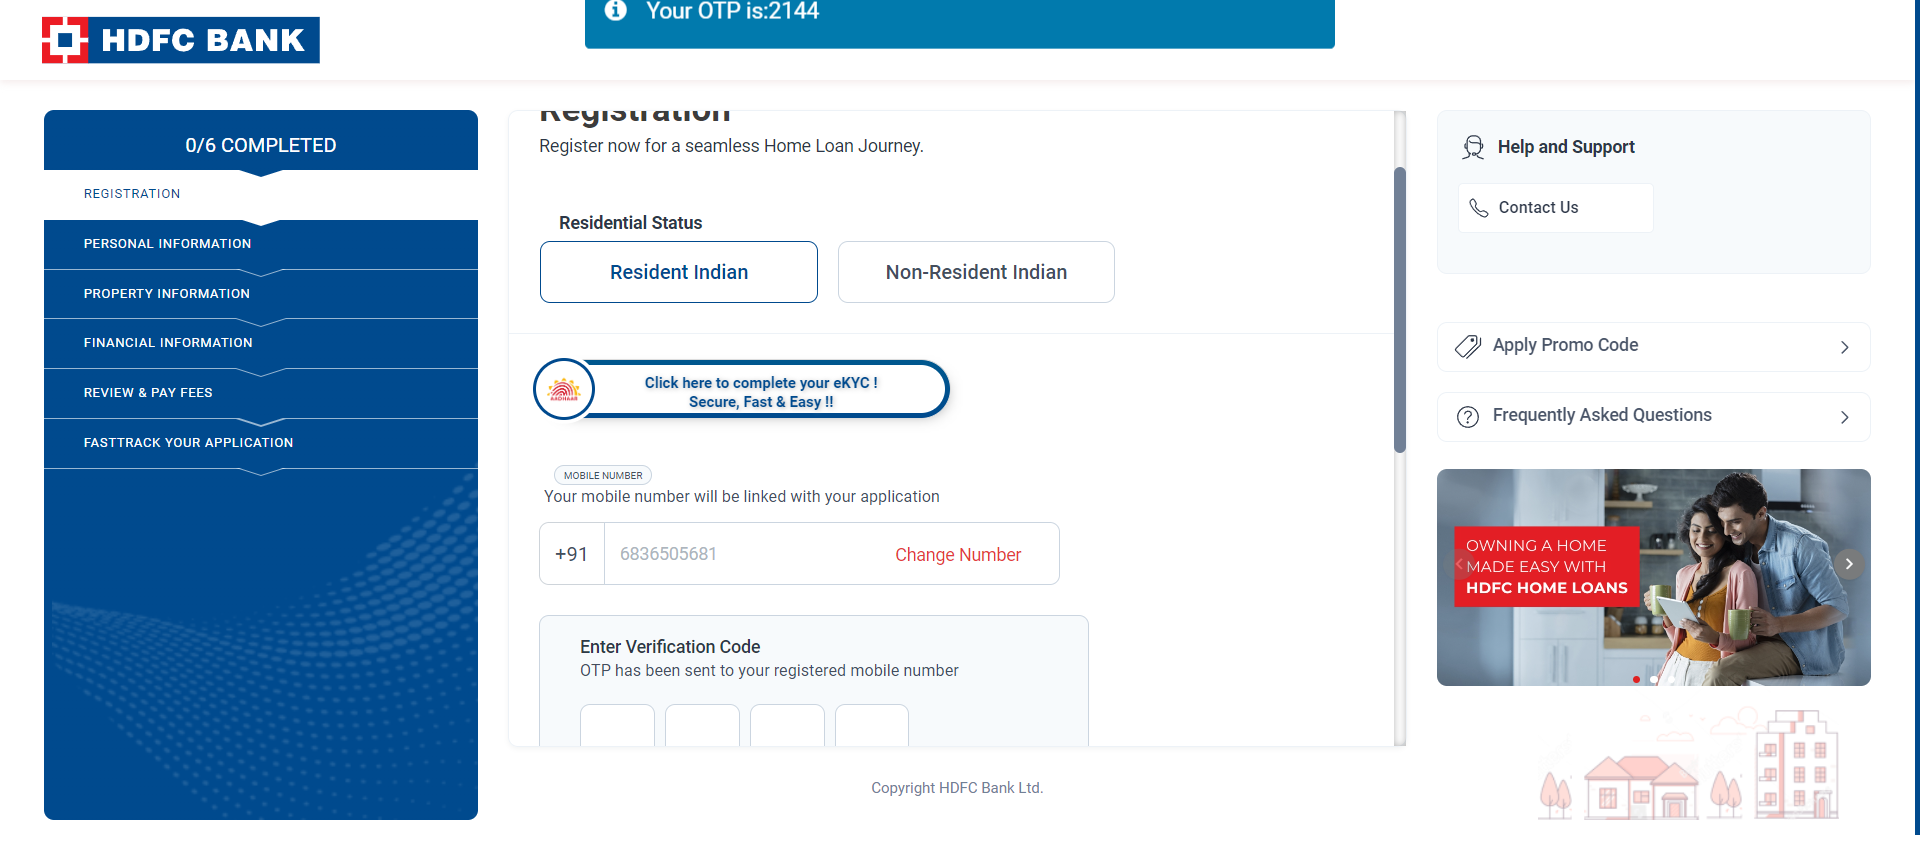 HDFC BANK
Your OTP is:2144
0/6 COMPLETED
REGISTRATION
PERSONAL INFORMATION
PROPERTY INFORMATION
FINANCIAL INFORMATION
REVIEW & PAY FEES
FASTTRACK YOUR APPLICATION
Registration
Register now for a seamless Home Loan Journey.
Residential Status
Resident Indian
Non-Resident Indian
AADHAAR
Click here to complete your eKYC !
Secure, Fast & Easy !!
MOBILE NUMBER
Your mobile number will be linked with your application
+91
6836505681
Change Number
Enter Verification Code
OTP has been sent to your registered mobile number
Copyright HDFC Bank Ltd.
Help and Support
Contact Us
Apply Promo Code
Frequently Asked Questions
OWNING A HOME
MADE EASY WITH
HDFC HOME LOANS